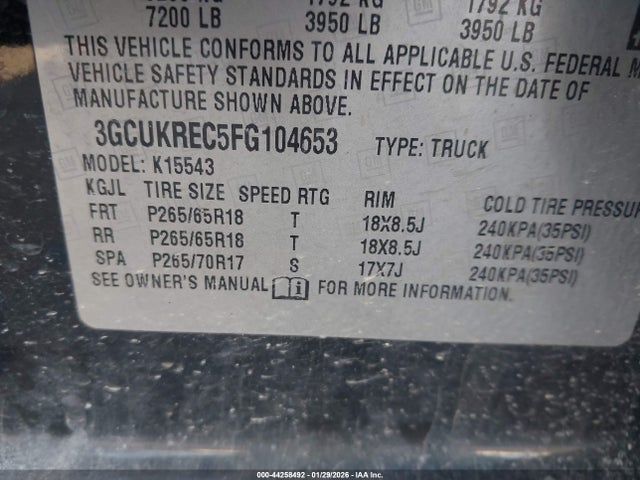 7200 LB 3950 LB 3950 LB
THIS VEHICLE CONFORMS TO ALL APPLICABLE U.S. FEDERAL M
VEHICLE SAFETY STANDARDS IN EFFECT ON THE DATE OF
MANUFACTURE SHOWN ABOVE.
3GCUKREC5FG104653 TYPE: TRUCK
MODEL: K15543
KGJL TIRE SIZE SPEED RTG RIM COLD TIRE PRESSUR
FRT P265/65R18 T 18X8.5J 240KPA(35PSI)
RR P265/65R18 T 18X8.5J 240KPA(35PSI)
SPA P265/70R17 S 17X7J 240KPA(35PSI)
SEE OWNER'S MANUAL i FOR MORE INFORMATION.
000-44258492 - 01/29/2026 - IAA Inc.